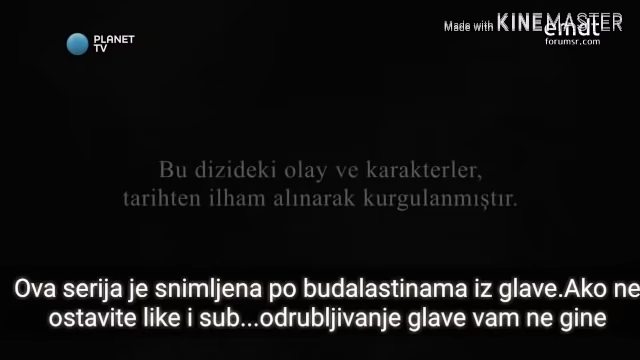 Made with KINEMASTER
PLANET
TV
emdt
forumsr.com
Bu dizideki olay ve karakterler,
tarihten ilham alınarak kurgulanmıştır.
Ova serija je snimljena po budalastinama iz glave.Ako ne
ostavite like i sub...odrubljivanje glave vam ne gine